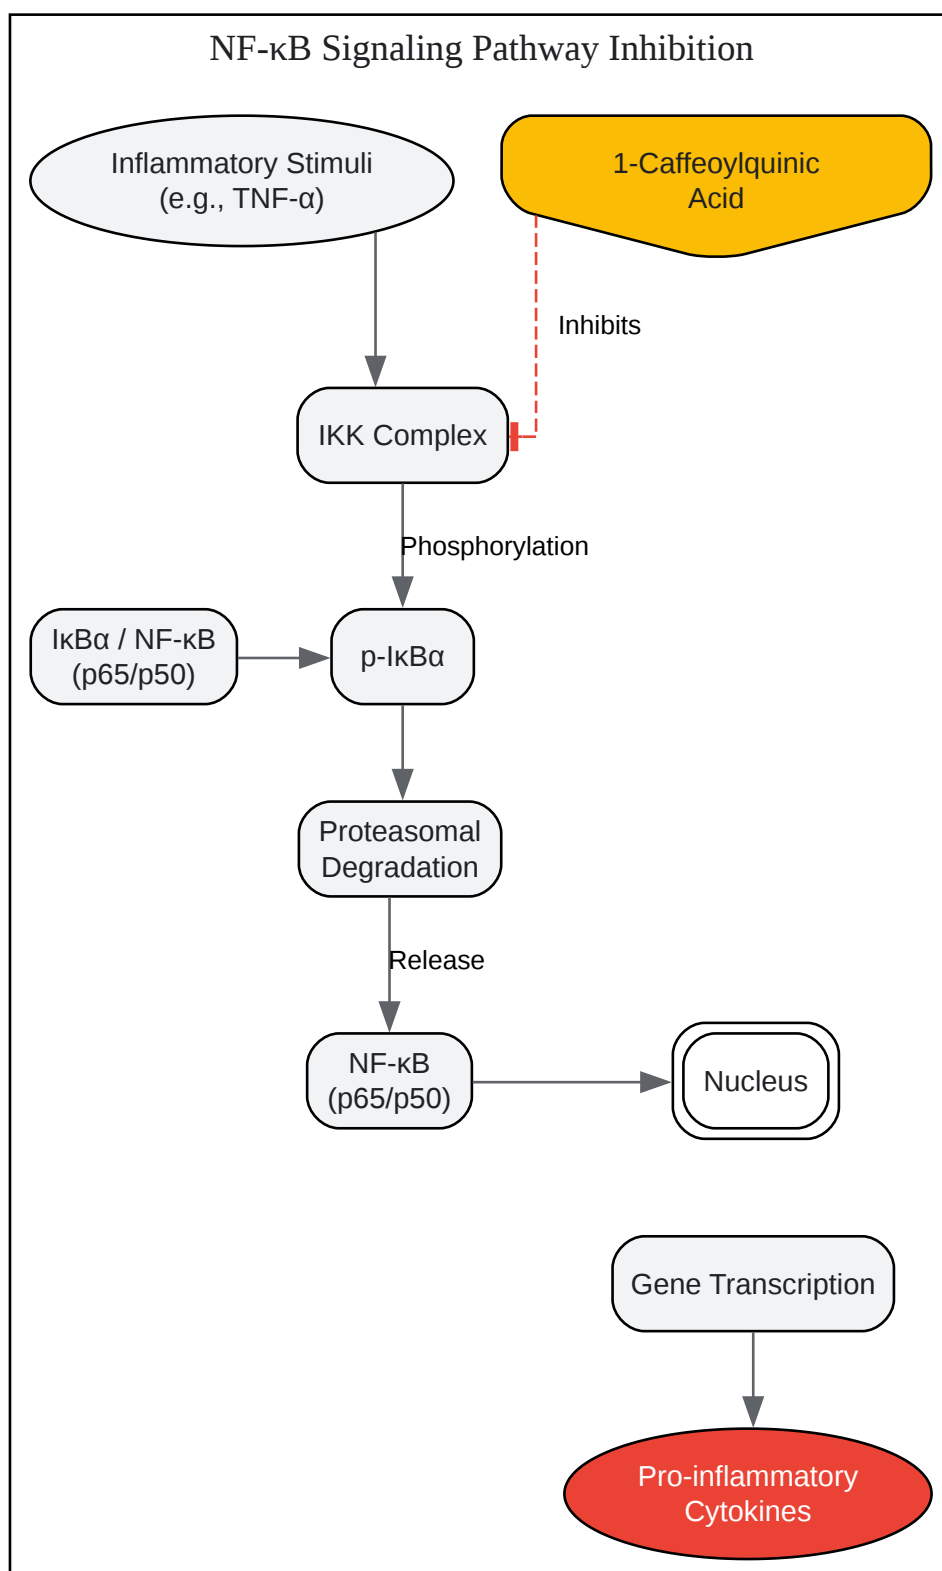 NF-κB Signaling Pathway Inhibition
Inflammatory Stimuli
(e.g., TNF-α)
1-Caffeoylquinic
Acid
Inhibits
IKK Complex
Phosphorylation
IκBα / NF-κB
(p65/p50)
p-IκBα
Proteasomal
Degradation
Release
NF-κB
(p65/p50)
Nucleus
Gene Transcription
Pro-inflammatory
Cytokines